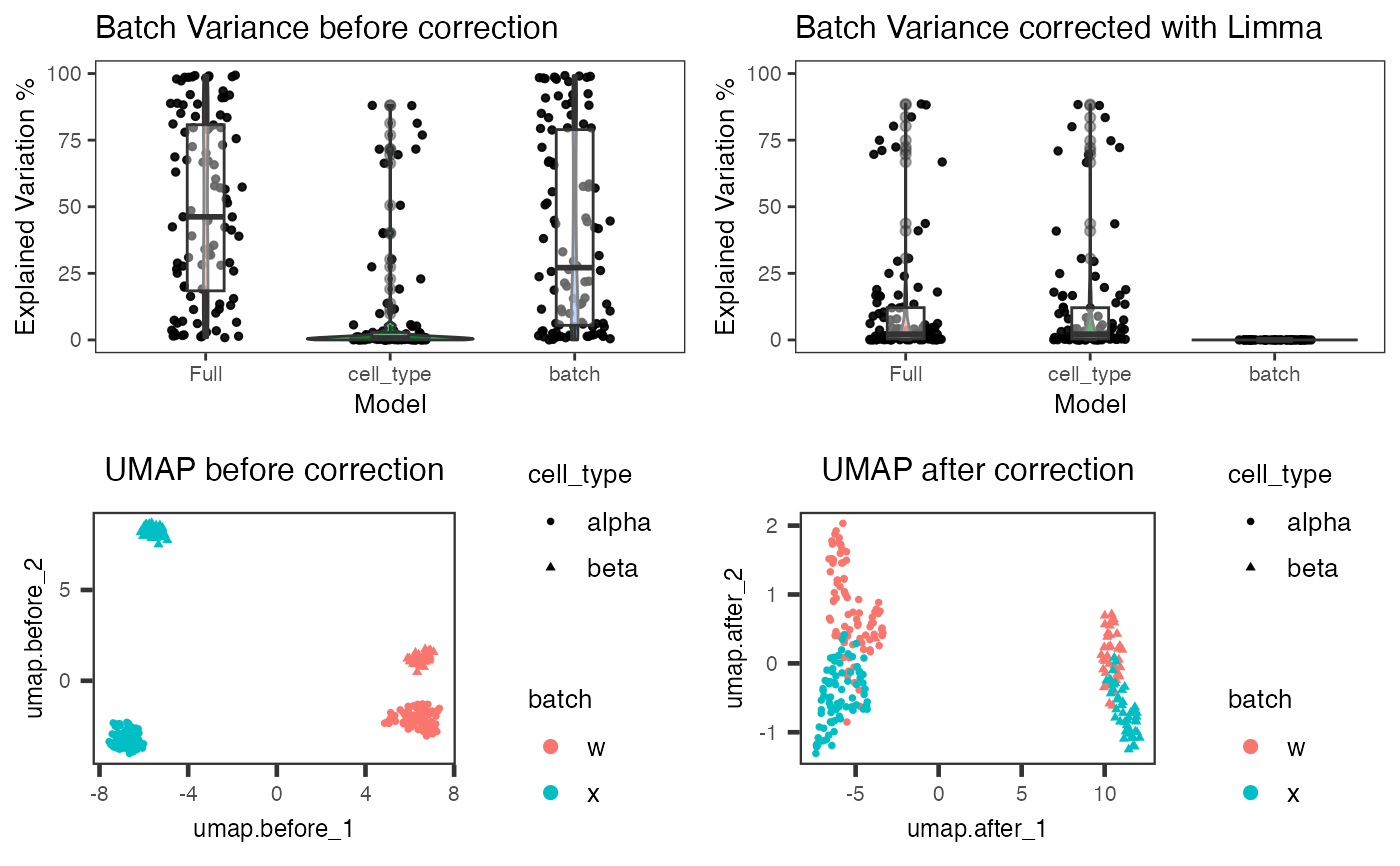 Batch Variance before correction
Explained Variation %
100
75
50
25
0
Full
cell_type
batch
Model
Batch Variance corrected with Limma
Explained Variation %
100
75
50
25
0
Full
cell_type
batch
Model
UMAP before correction
umap.before_2
5
0
-8
-4
0
4
8
umap.before_1
cell_type
alpha
beta
batch
w
x
UMAP after correction
umap.after_2
2
1
0
-1
-5
0
5
10
umap.after_1
cell_type
alpha
beta
batch
w
x